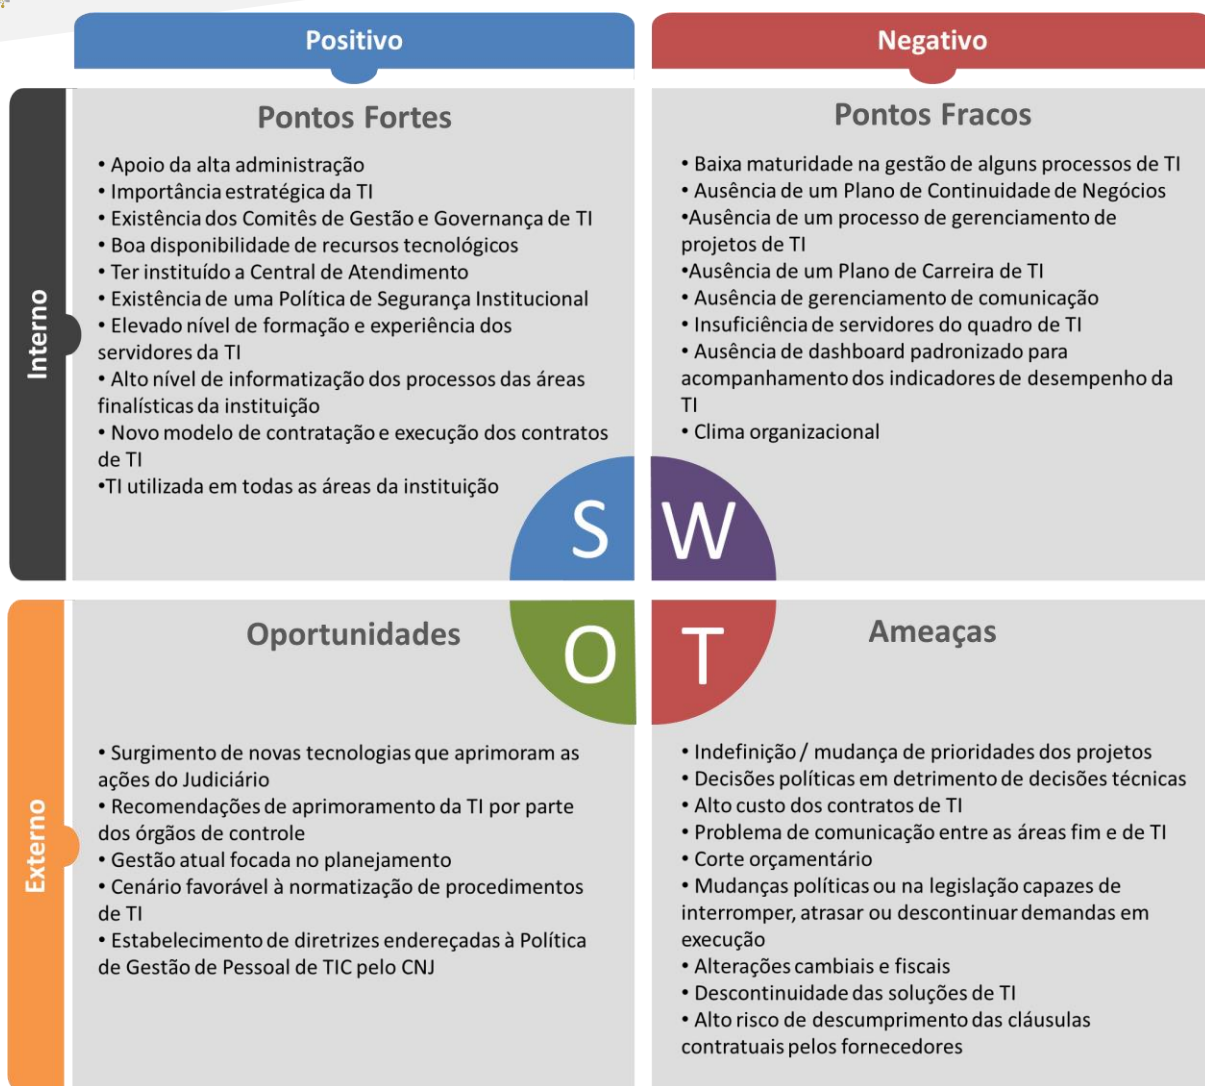 Positivo
Negativo
Interno
Pontos Fortes
• Apoio da alta administração
• Importância estratégica da TI
• Existência dos Comitês de Gestão e Governança de TI
• Boa disponibilidade de recursos tecnológicos
• Ter instituído a Central de Atendimento
• Existência de uma Política de Segurança Institucional
• Elevado nível de formação e experiência dos
servidores da TI
• Alto nível de informatização dos processos das áreas
finalísticas da instituição
• Novo modelo de contratação e execução dos contratos
de TI
•TI utilizada em todas as áreas da instituição
S
Pontos Fracos
• Baixa maturidade na gestão de alguns processos de TI
• Ausência de um Plano de Continuidade de Negócios
•Ausência de um processo de gerenciamento de
projetos de TI
•Ausência de um Plano de Carreira de TI
• Ausência de gerenciamento de comunicação
• Insuficiência de servidores do quadro de TI
• Ausência de dashboard padronizado para
acompanhamento dos indicadores de desempenho da
TI
• Clima organizacional
W
Externo
Oportunidades
O
• Surgimento de novas tecnologias que aprimoram as
ações do Judiciário
• Recomendações de aprimoramento da TI por parte
dos órgãos de controle
• Gestão atual focada no planejamento
• Cenário favorável à normatização de procedimentos
de TI
• Estabelecimento de diretrizes endereçadas à Política
de Gestão de Pessoal de TIC pelo CNJ
T
Ameaças
• Indefinição / mudança de prioridades dos projetos
• Decisões políticas em detrimento de decisões técnicas
• Alto custo dos contratos de TI
• Problema de comunicação entre as áreas fim e de TI
• Corte orçamentário
• Mudanças políticas ou na legislação capazes de
interromper, atrasar ou descontinuar demandas em
execução
• Alterações cambiais e fiscais
• Descontinuidade das soluções de TI
• Alto risco de descumprimento das cláusulas
contratuais pelos fornecedores